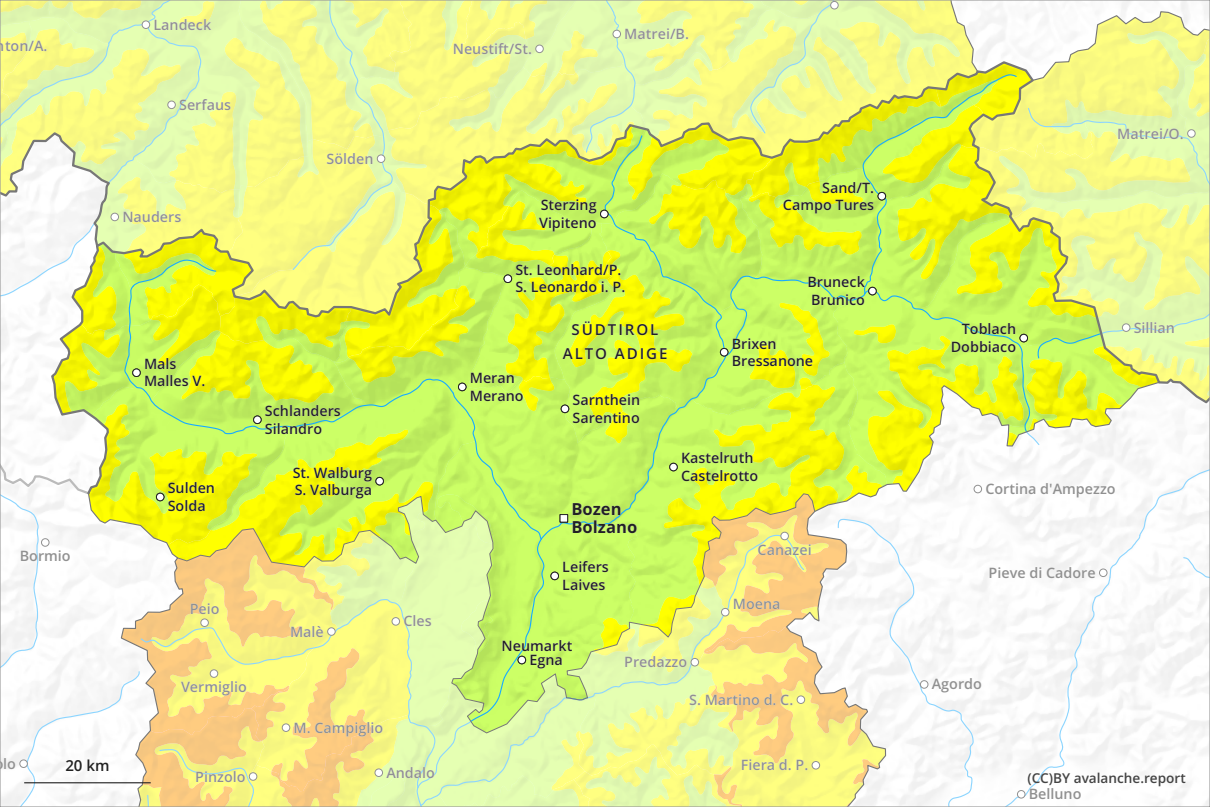 Landeck
nton/A.
Neustift/St.
Matrei/B.
Serfaus
Matrei/O.
Sölden
Nauders
Sand/T.
Campo Tures
Sterzing
Vipiteno
St. Leonhard/P.
S. Leonardo i. P.
Bruneck
Brunico
SÜDTIROL
ALTO ADIGE
Toblach
Dobbiaco
Sillian
Brixen
Bressanone
Mals
Malles V.
Meran
Merano
Sarnthein
Sarentino
Schlanders
Silandro
Kastelruth
Castelrotto
St. Walburg
S. Valburga
Sulden
Solda
Cortina d'Ampezzo
Bozen
Bolzano
Bormio
Canazei
Leifers
Laives
Pieve di Cadore
Peio
Moena
Cles
Malè
Neumarkt
Egna
Predazzo
Vermiglio
Agordo
S. Martino d. C.
M. Campiglio
20 km
olo
Pinzolo
Andalo
Fiera d. P.
(CC)BY avalanche.report
Belluno